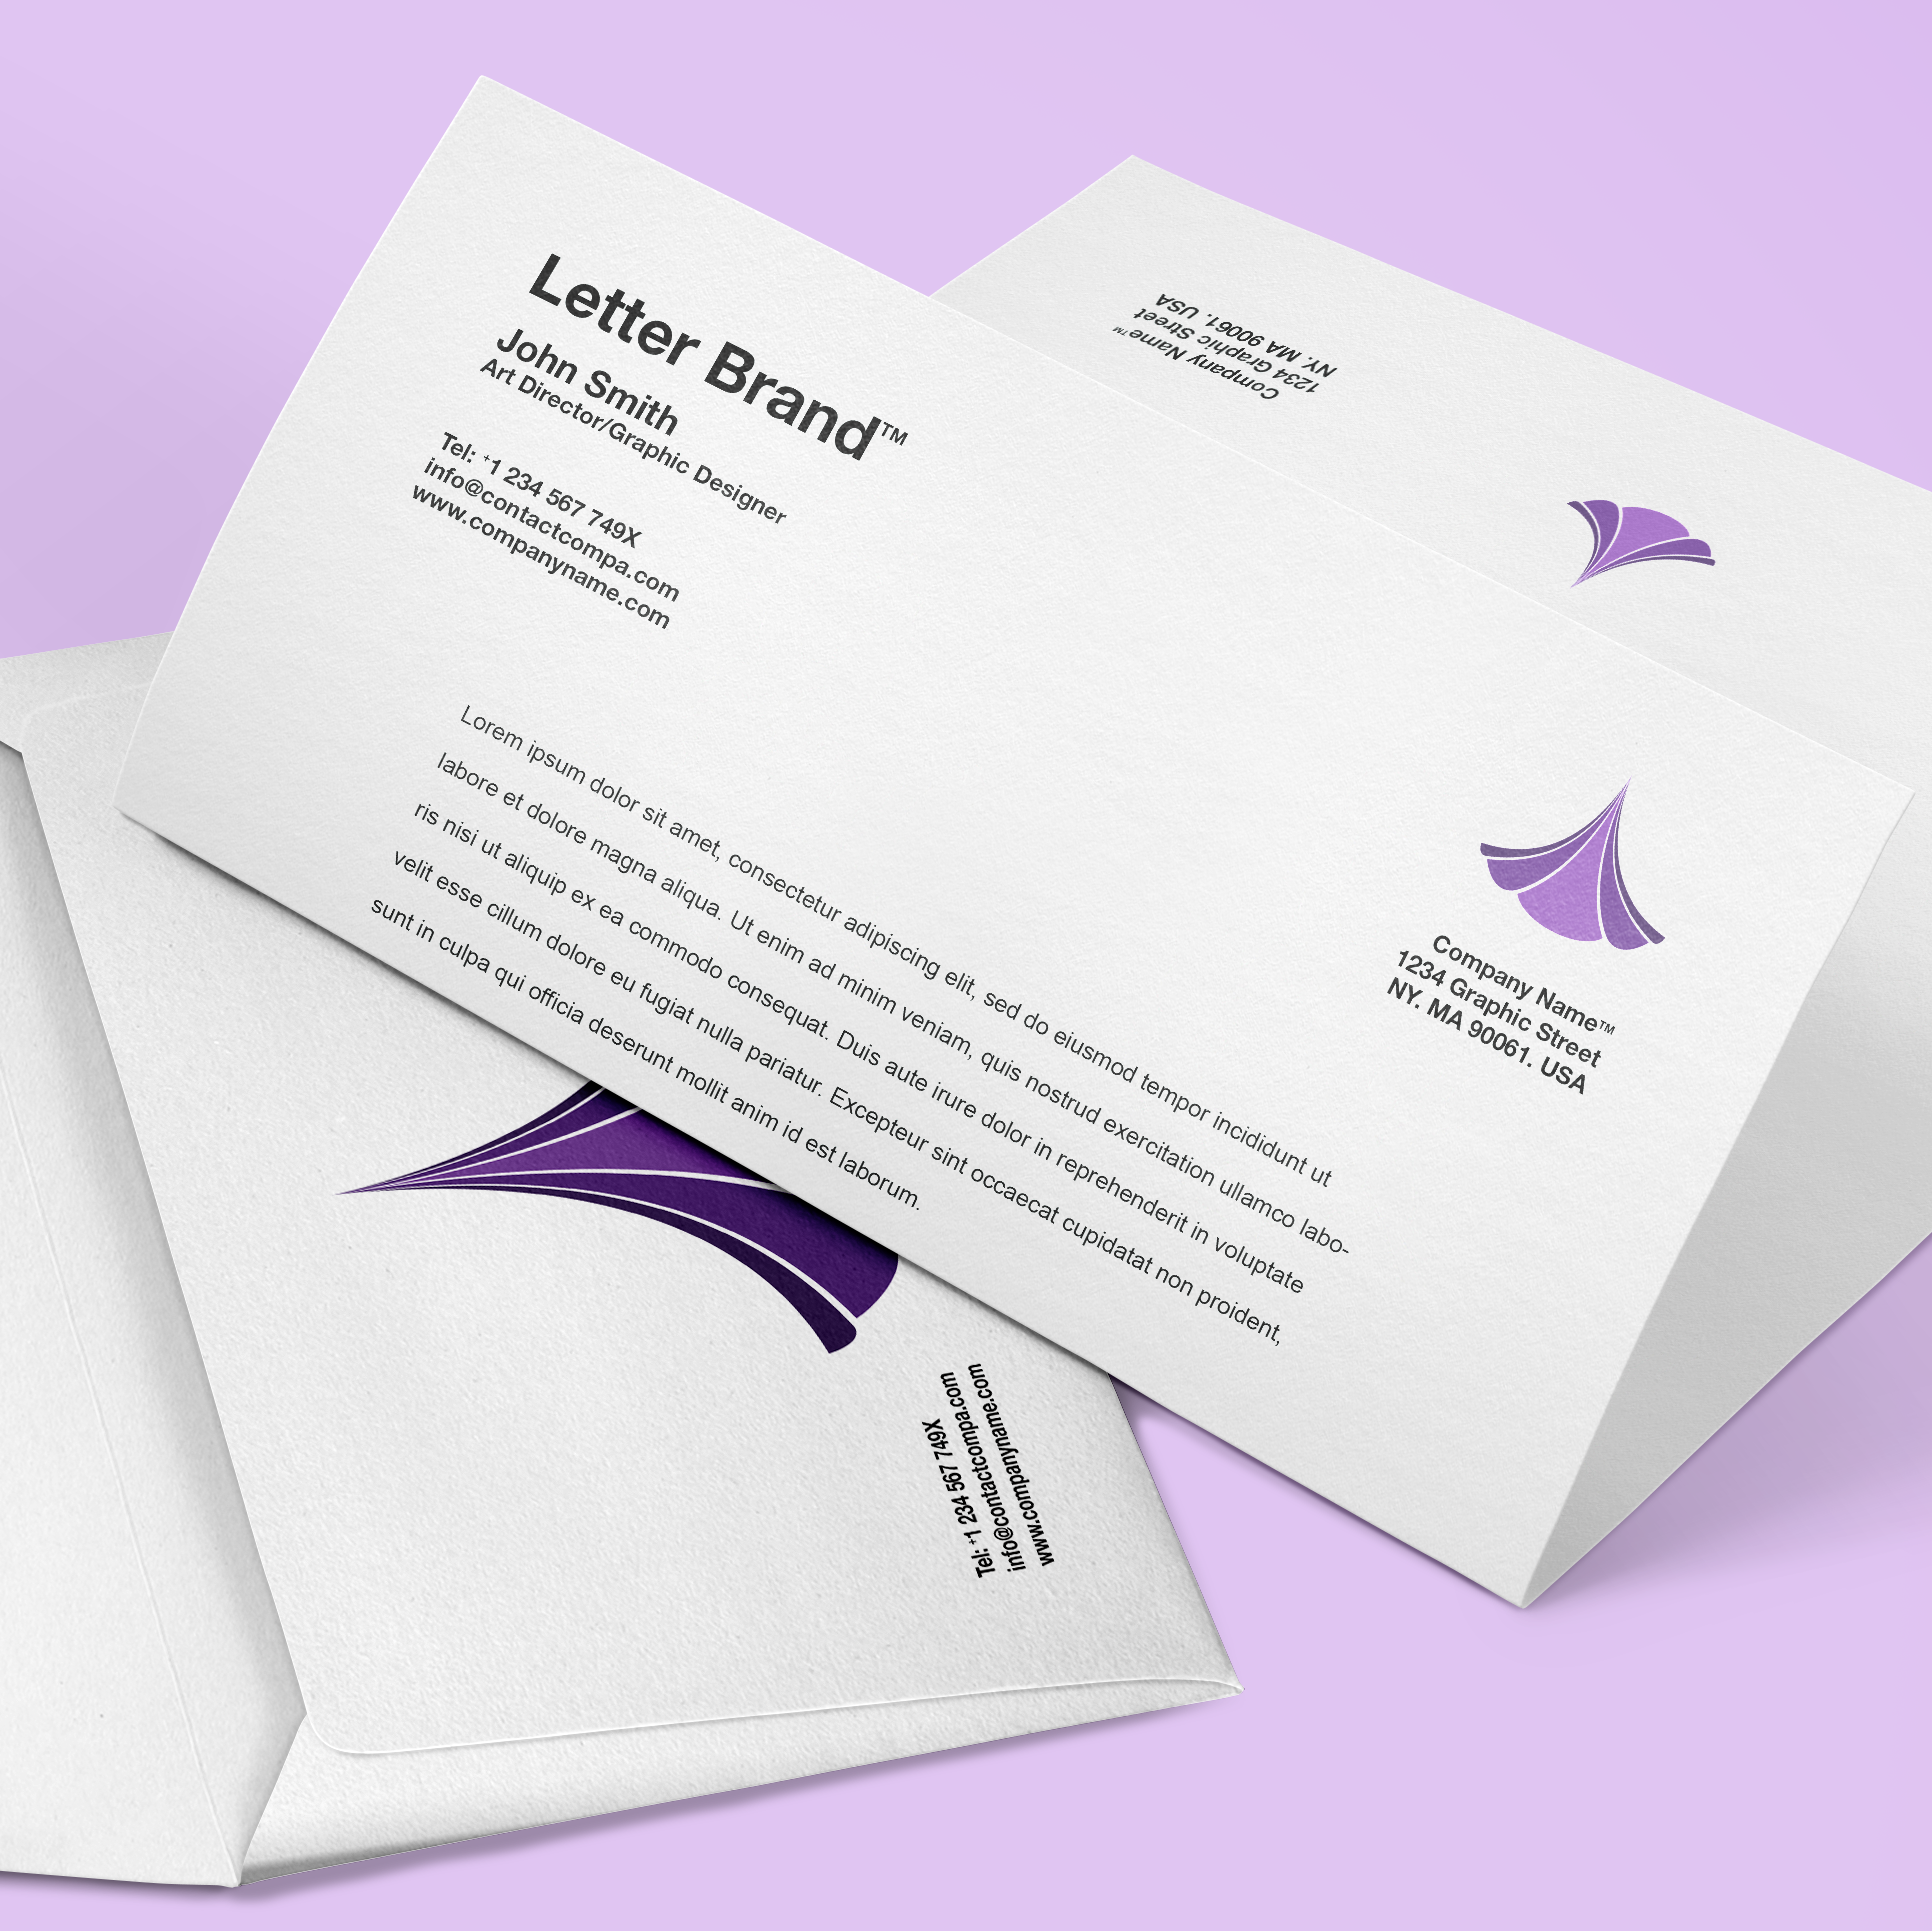 Letter Brand™
John Smith
Art Director/Graphic Designer
Tel: +1 234 567 749X
info@contactcompa.com
www.companyname.com
Lorem ipsum dolor sit amet, consectetur adipiscing elit, sed do eiusmod tempor incididunt ut
labore et dolore magna aliqua. Ut enim ad minim veniam, quis nostrud exercitation ullamco labo-
ris nisi ut aliquip ex ea commodo consequat. Duis aute irure dolor in reprehenderit in voluptate
velit esse cillum dolore eu fugiat nulla pariatur. Excepteur sint occaecat cupidatat non proident,
sunt in culpa qui officia deserunt mollit anim id est laborum.
Company Name™
1234 Graphic Street
NY. MA 90061. USA
Company Name™
1234 Graphic Street
NY. MA 90061. USA
Tel: +1 234 567 749X
info@contactcompa.com
www.companyname.com